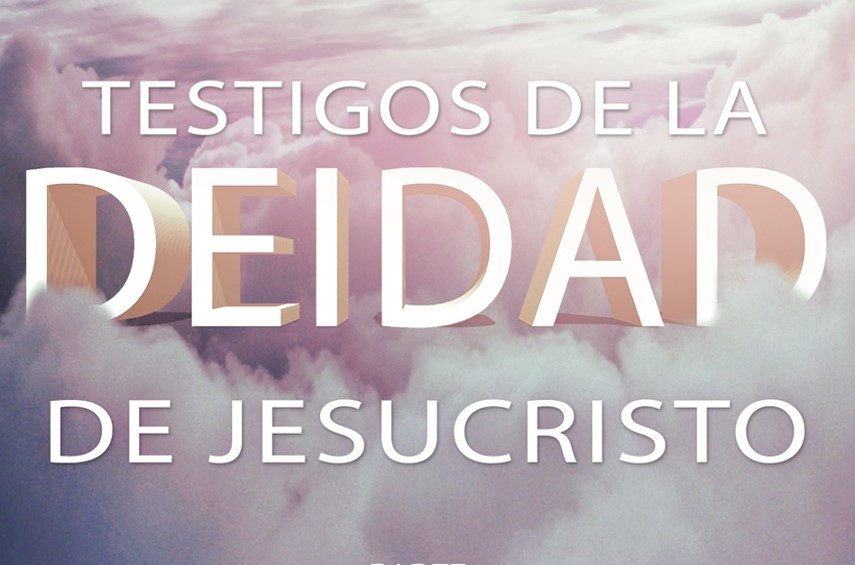 TESTIGOS DE LA
DEIDAD
DE JESUCRISTO